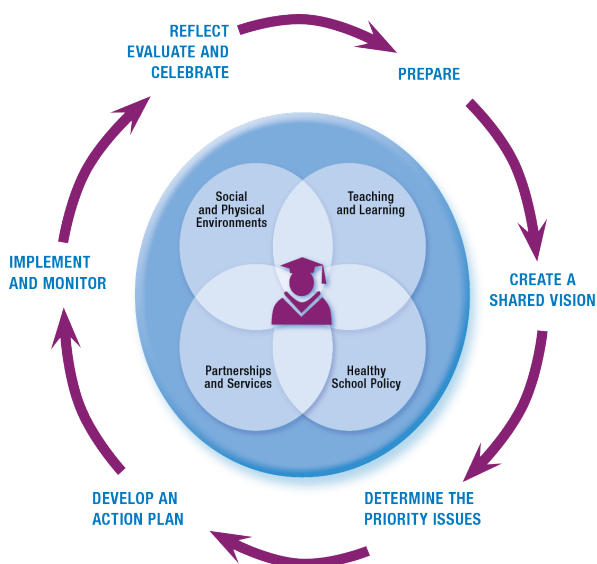 REFLECT
EVALUATE AND
CELEBRATE
PREPARE
Social
and Physical
Environments
Teaching
and Learning
IMPLEMENT
AND MONITOR
CREATE A
SHARED VISION
Partnerships
and Services
Healthy
School Policy
DEVELOP AN
ACTION PLAN
DETERMINE THE
PRIORITY ISSUES